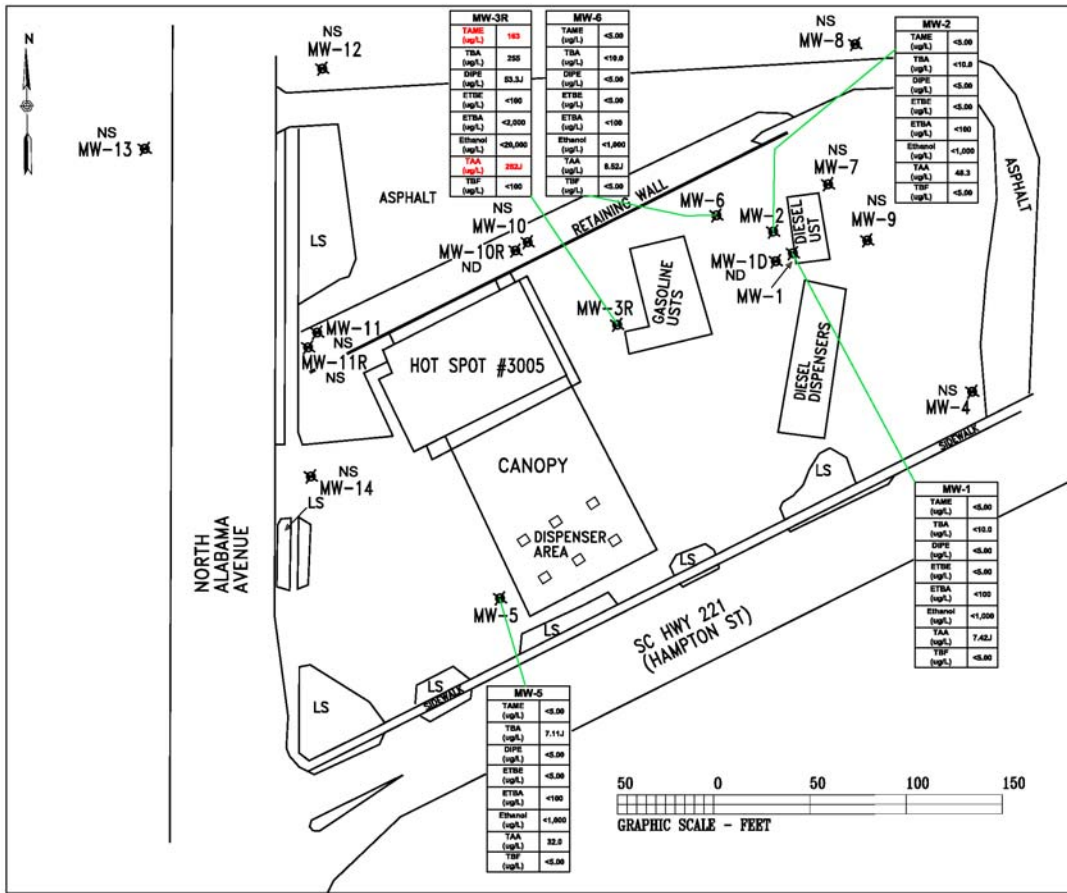 N
NS
MW-12
NS
MW-13
MW-3R
TAME
(ug/L)
163
TBA
(ug/L)
255
DIPE
(ug/L)
53.3J
ETBE
(ug/L)
<100
ETBA
(ug/L)
<2,000
Ethanol
(ug/L)
<20,000
TAA
(ug/L)
252J
TBF
(ug/L)
<100
MW-6
TAME
(ug/L)
<5.00
TBA
(ug/L)
<10.0
DIPE
(ug/L)
<5.00
ETBE
(ug/L)
<5.00
ETBA
(ug/L)
<100
Ethanol
(ug/L)
<1,000
TAA
(ug/L)
8.52J
TBF
(ug/L)
<5.00
NS
MW-8
MW-2
TAME
(ug/L)
<5.00
TBA
(ug/L)
<10.0
DIPE
(ug/L)
<5.00
ETBE
(ug/L)
<5.00
ETBA
(ug/L)
<100
Ethanol
(ug/L)
<1,000
TAA
(ug/L)
48.3
TBF
(ug/L)
<5.00
ASPHALT
LS
ASPHALT
RETAINING WALL
NS
MW-7
MW-6
MW-2
DIESEL
UST
NS
MW-9
NS
MW-10
MW-10R
ND
MW-1D
ND
MW-1
GASOLINE
USTS
MW-3R
MW-11
NS
MW-11R
NS
HOT SPOT #3005
DIESEL
DISPENSERS
NS
MW-4
SIDEWALK
CANOPY
LS
NS
MW-14
LS
NORTH
ALABAMA
AVENUE
DISPENSER
AREA
LS
MW-5
LS
SC HWY 221
(HAMPTON ST)
LS
SIDEWALK
LS
MW-1
TAME
(ug/L)
<5.00
TBA
(ug/L)
<10.0
DIPE
(ug/L)
<5.00
ETBE
(ug/L)
<5.00
ETBA
(ug/L)
<100
Ethanol
(ug/L)
<1,000
TAA
(ug/L)
7.42J
TBF
(ug/L)
<5.00
MW-5
TAME
(ug/L)
<5.00
TBA
(ug/L)
7.11J
DIPE
(ug/L)
<5.00
ETBE
(ug/L)
<5.00
ETBA
(ug/L)
<100
Ethanol
(ug/L)
<1,000
TAA
(ug/L)
32.0
TBF
(ug/L)
<5.00
50 0 50 100 150
GRAPHIC SCALE - FEET